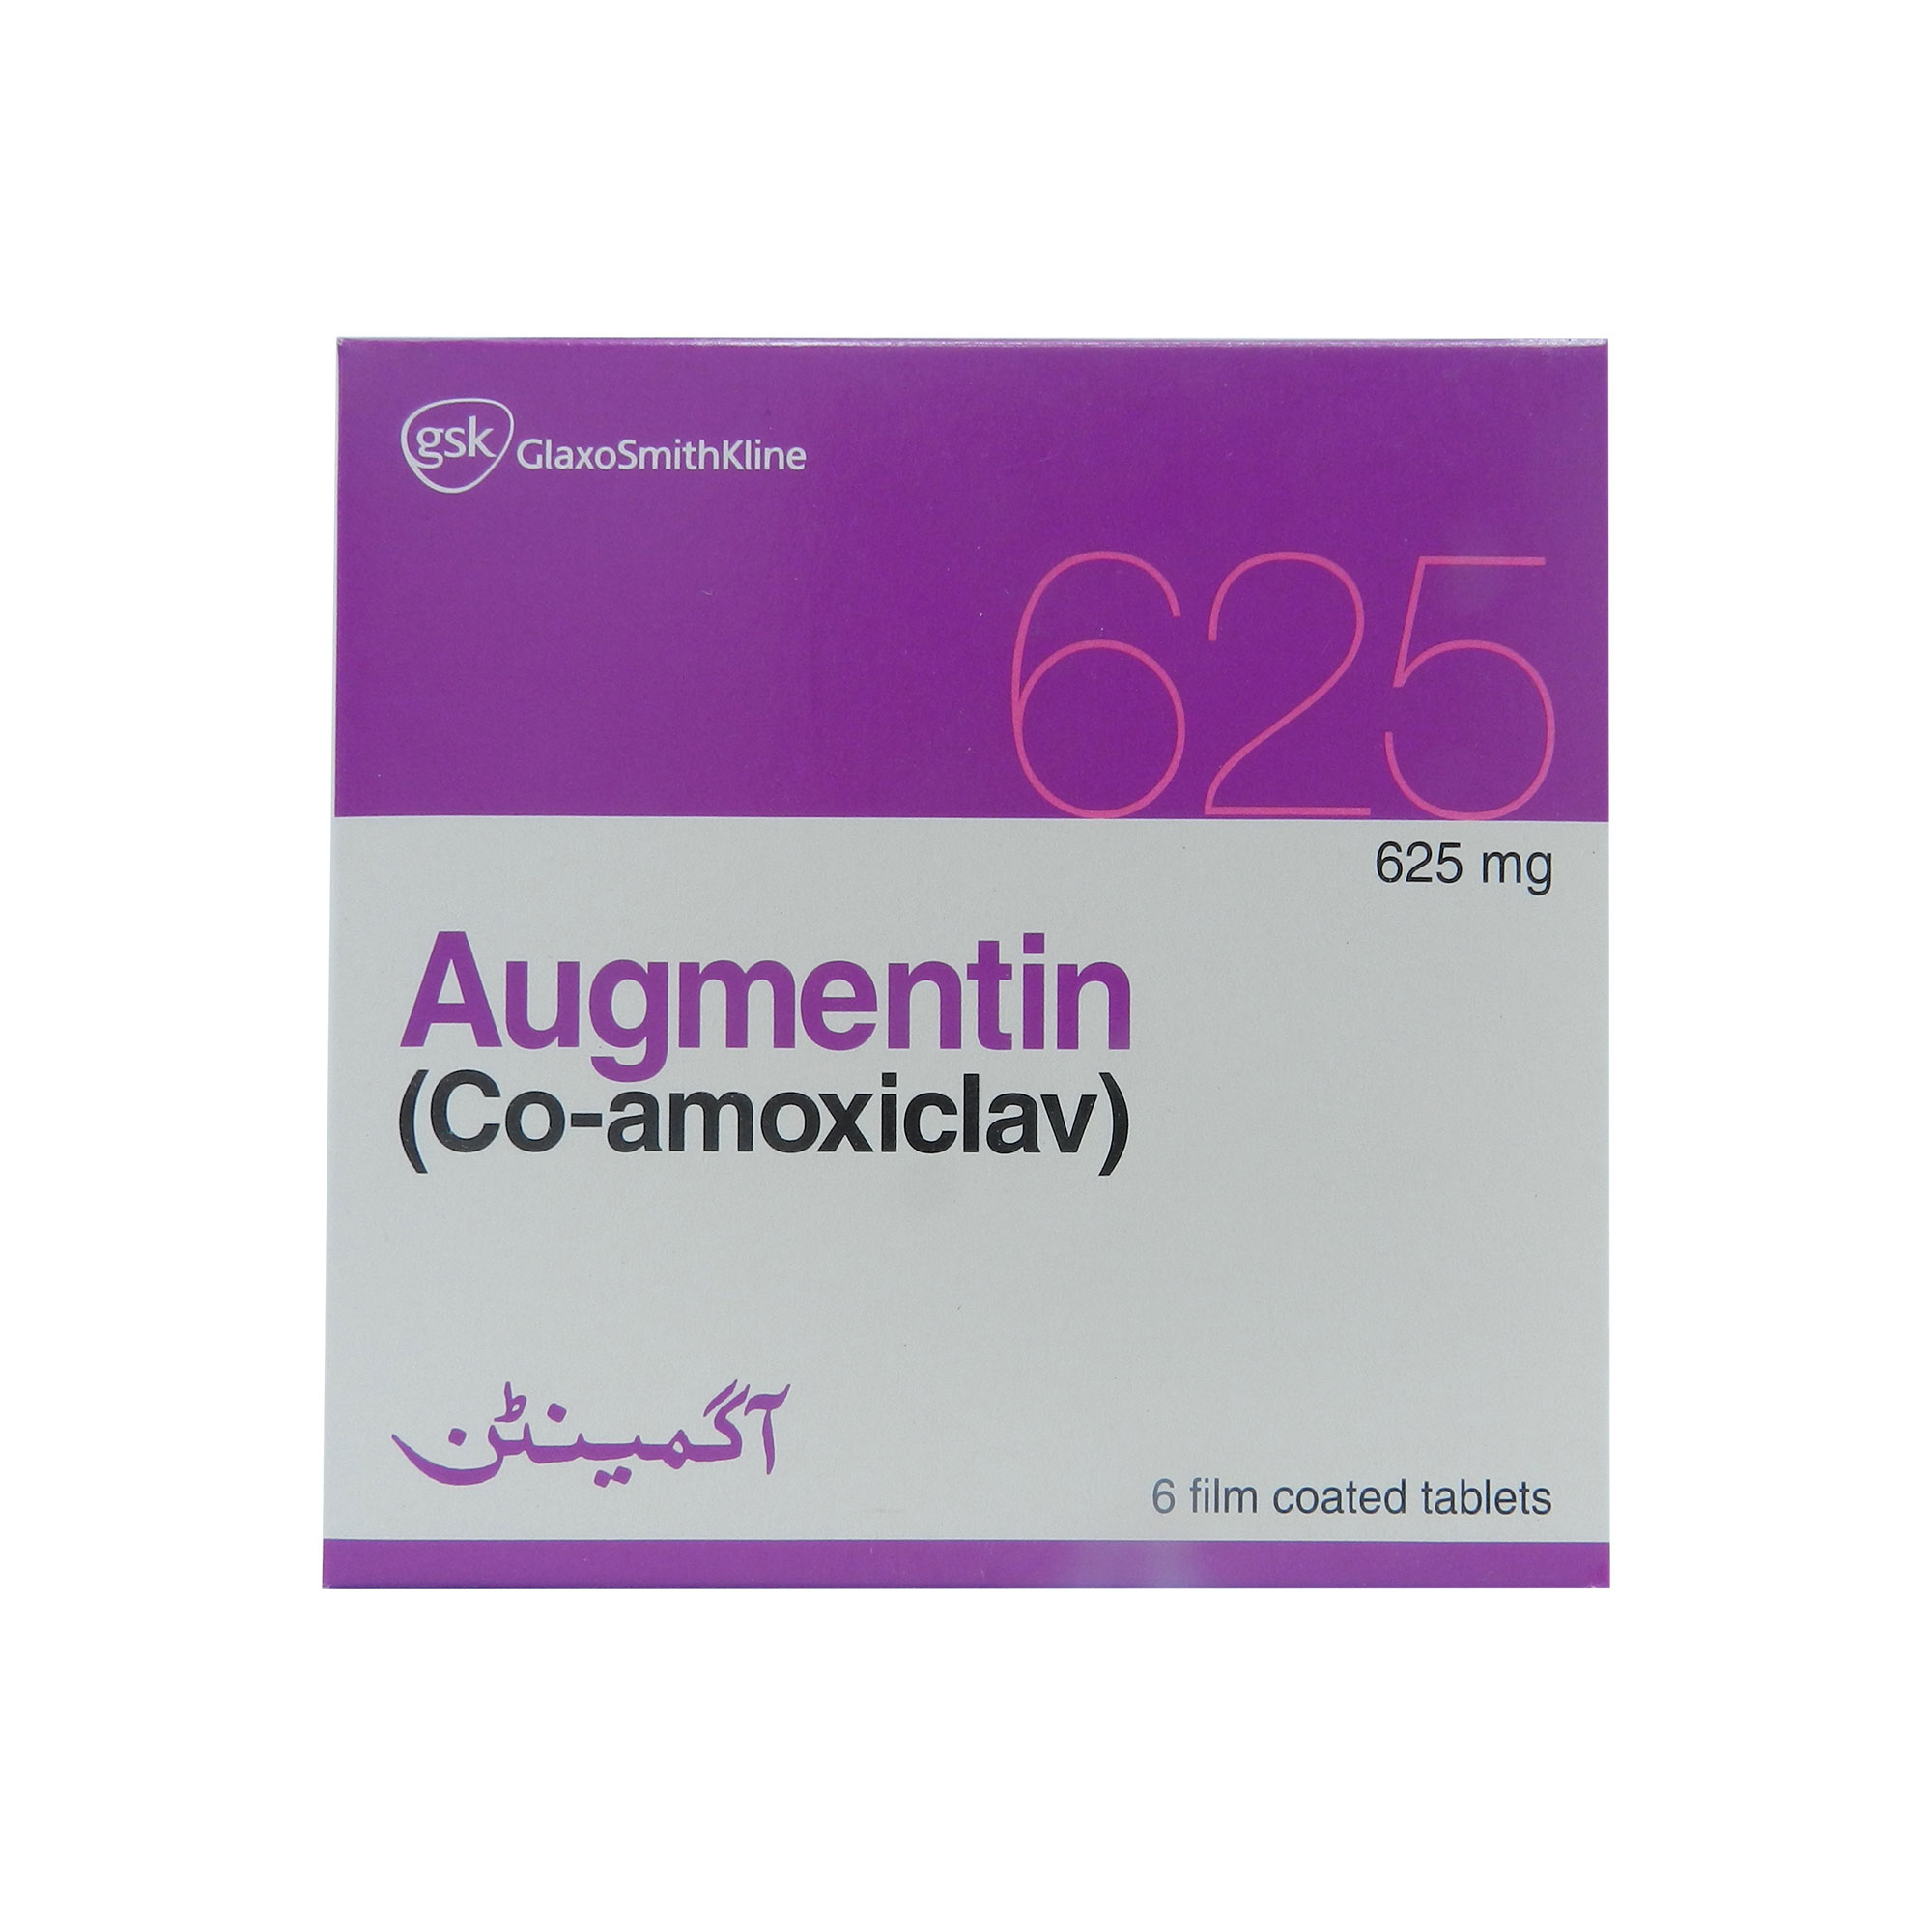 gsk GlaxoSmithKline
625
625 mg
Augmentin
(Co-amoxiclav)
آگمینٹن
6 film coated tablets